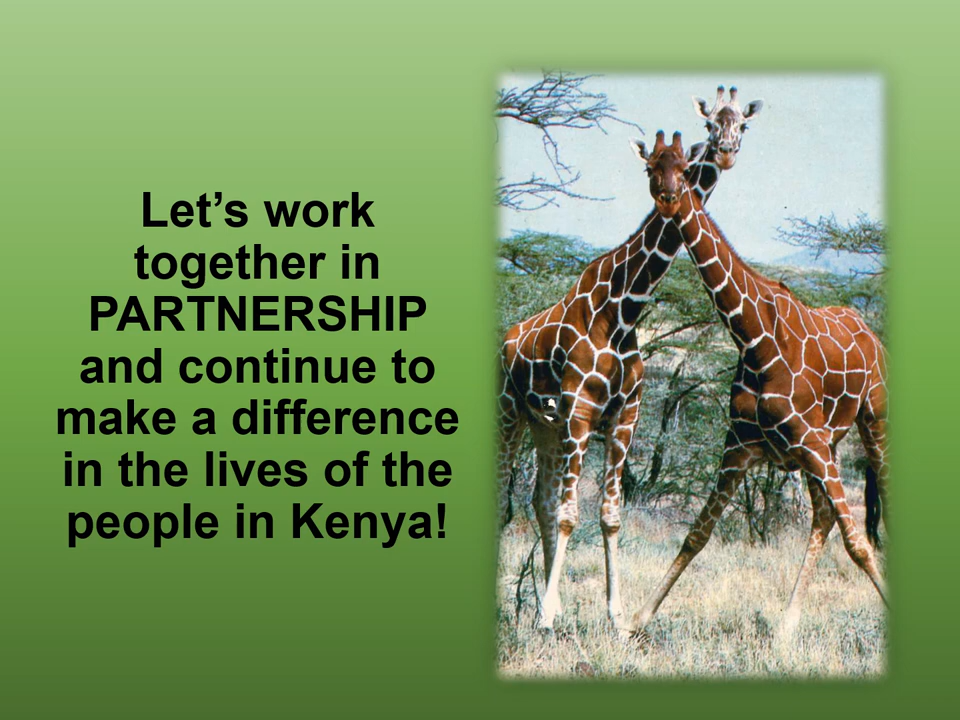 Let’s work
together in
PARTNERSHIP
and continue to
make a difference
in the lives of the
people in Kenya!